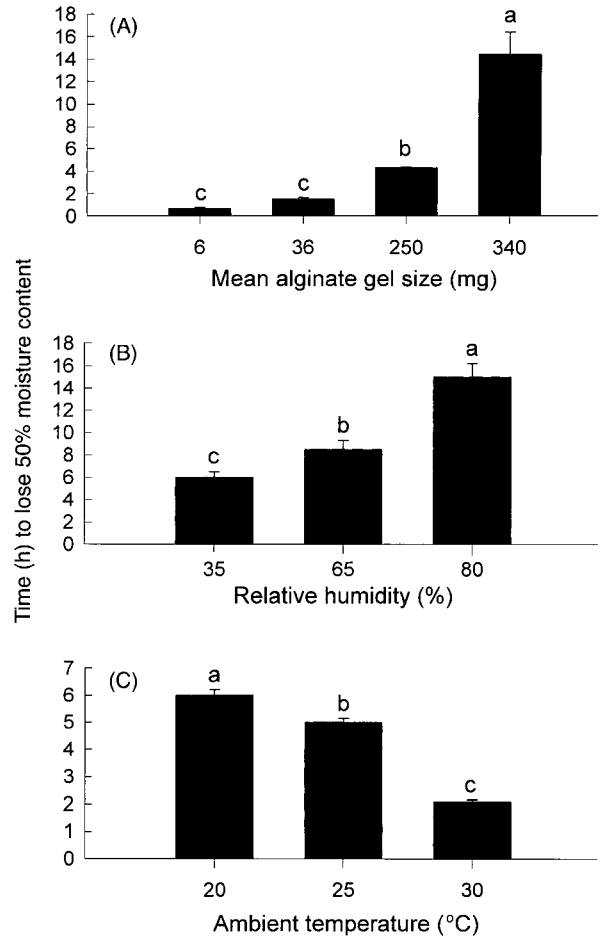 Time (h) to lose 50% moisture content
(A)
18
16
14
12
10
8
6
4
2
0
c
c
b
a
6 36 250 340
Mean alginate gel size (mg)
(B)
18
16
14
12
10
8
6
4
2
0
c
b
a
35 65 80
Relative humidity (%)
(C)
7
6
5
4
3
2
1
0
a
b
c
20 25 30
Ambient temperature (°C)